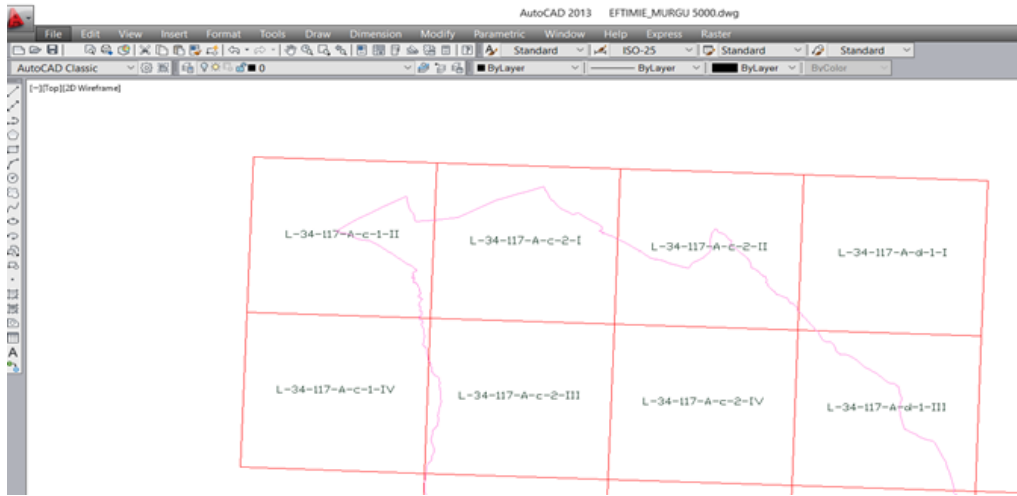 AutoCAD 2013 EFTIMIE_MURGU 5000.dwg
File Edit View Insert Format Tools Draw Dimension Modify Parametric Window Help Express Raster
Standard ISO-25 Standard Standard
AutoCAD Classic 0 ByLayer ByLayer ByLayer ByColor
[-][Top][2D Wireframe]
L-34-117-A-c-1-II L-34-117-A-c-2-I L-34-117-A-c-2-II L-34-117-A-d-1-I
L-34-117-A-c-1-IV L-34-117-A-c-2-III L-34-117-A-c-2-IV L-34-117-A-d-1-III